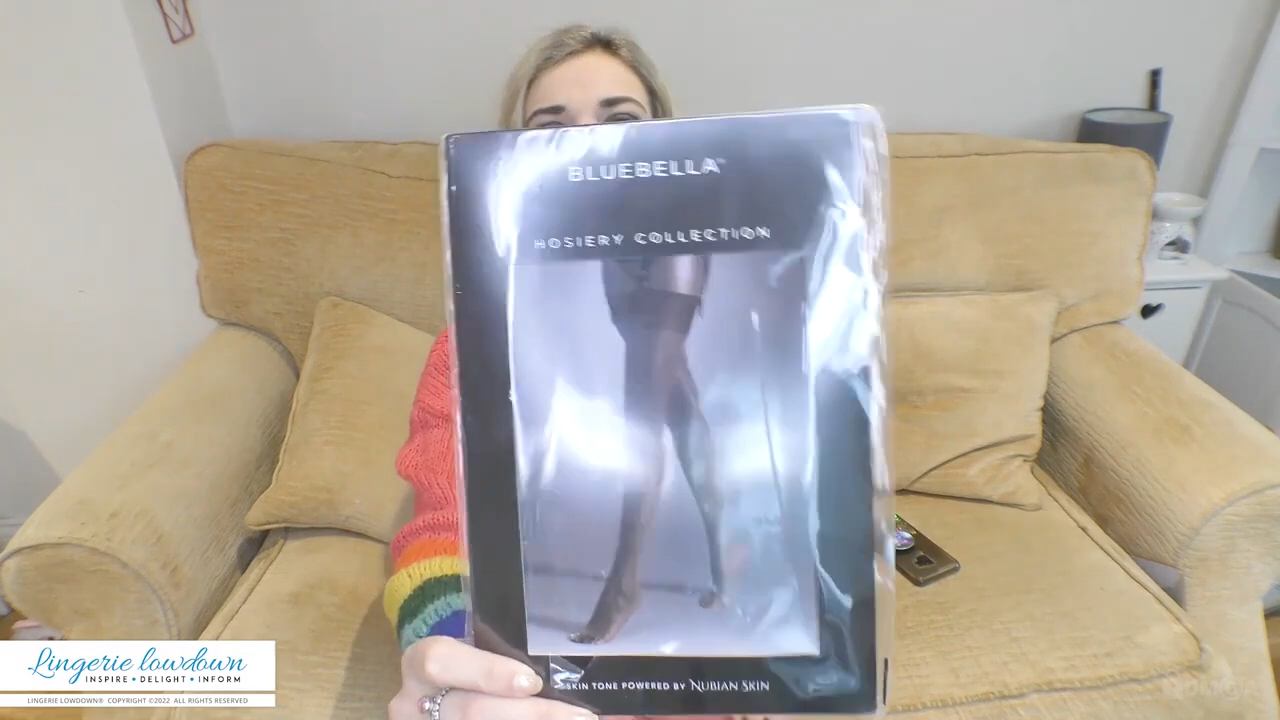 BLUEBELLA™
HOSIERY COLLECTION
SKIN TONE POWERED BY NUBIAN SKIN
Lingerie lowdown
INSPIRE • DELIGHT • INFORM
LINGERIE LOWDOWN® COPYRIGHT ©2022 ALL RIGHTS RESERVED